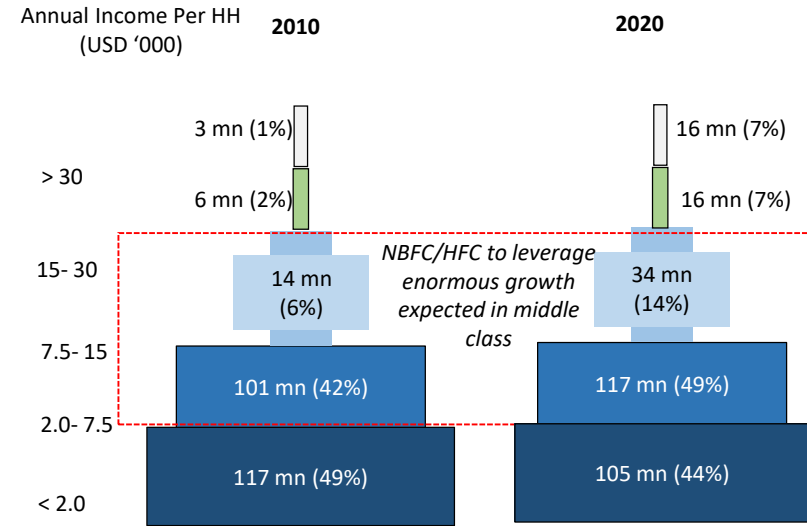 Annual Income Per HH
(USD ‘000)
2010
2020
3 mn (1%)
16 mn (7%)
> 30
6 mn (2%)
16 mn (7%)
15- 30
14 mn
(6%)
NBFC/HFC to leverage
enormous growth
expected in middle
class
34 mn
(14%)
7.5- 15
101 mn (42%)
117 mn (49%)
2.0- 7.5
117 mn (49%)
105 mn (44%)
< 2.0